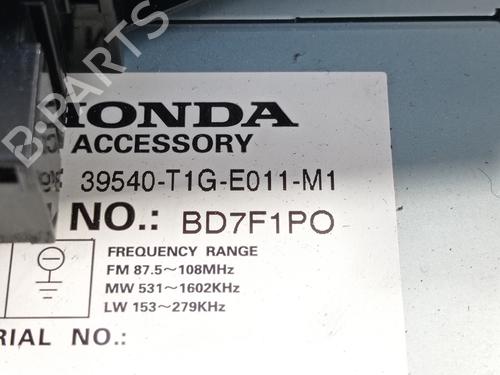 HONDA
ACCESSORY
39540-T1G-E011-M1
NO.: BD7F1PO
FREQUENCY RANGE
FM 87.5~108MHz
MW 531~1602KHz
LW 153~279KHz
RIAL NO.:
B-PARTS